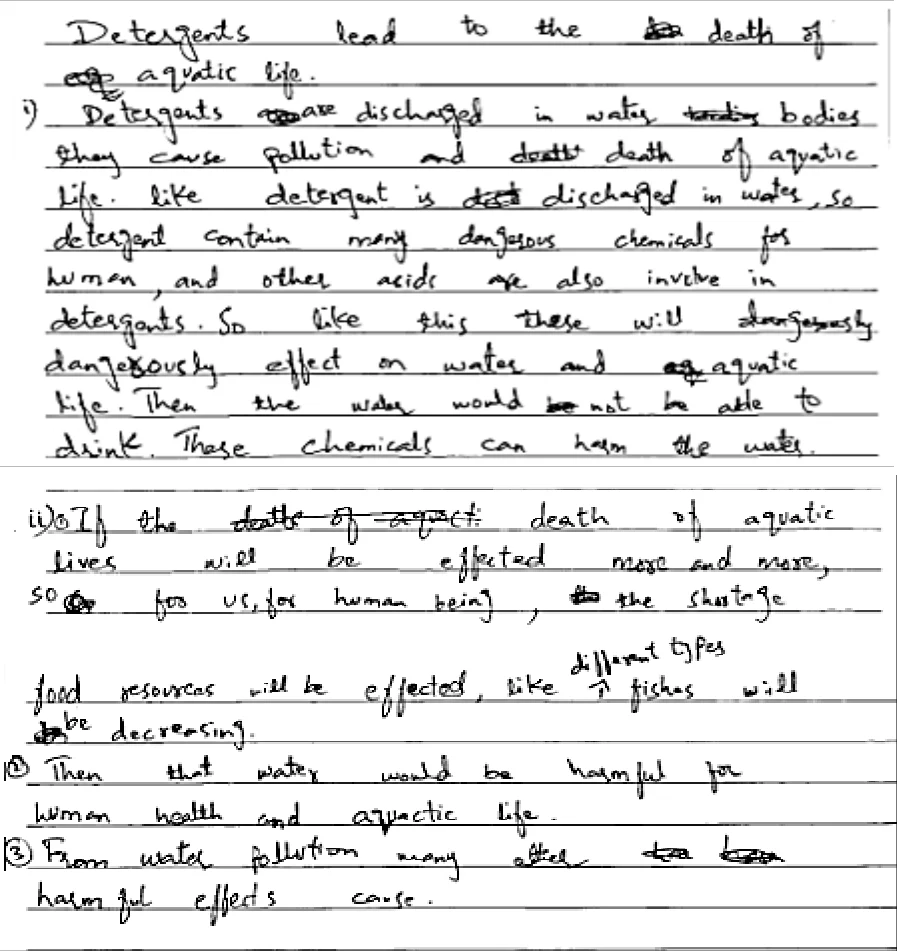 Detergents lead to the death of
aquatic life.
i) Detergents are discharged in water bodies
they cause pollution and death of aquatic
life. like detergent is discharged in water, so
detergent contain many dangerous chemicals for
human, and other acids are also involve in
detergents. So like this these will dangerously
dangerously effect on water and aquatic
life. Then the water would not be able to
drink. These chemicals can harm the water.
ii) ① If the death of aquatic
lives will be effected more and more,
so for us, for human being, the shortage
different types
food resources will be effected, like fishes will
be decreasing.
② Then that water would be harmful for
human health and aquactic life.
③ From water pollution many other
harmful effects cause.